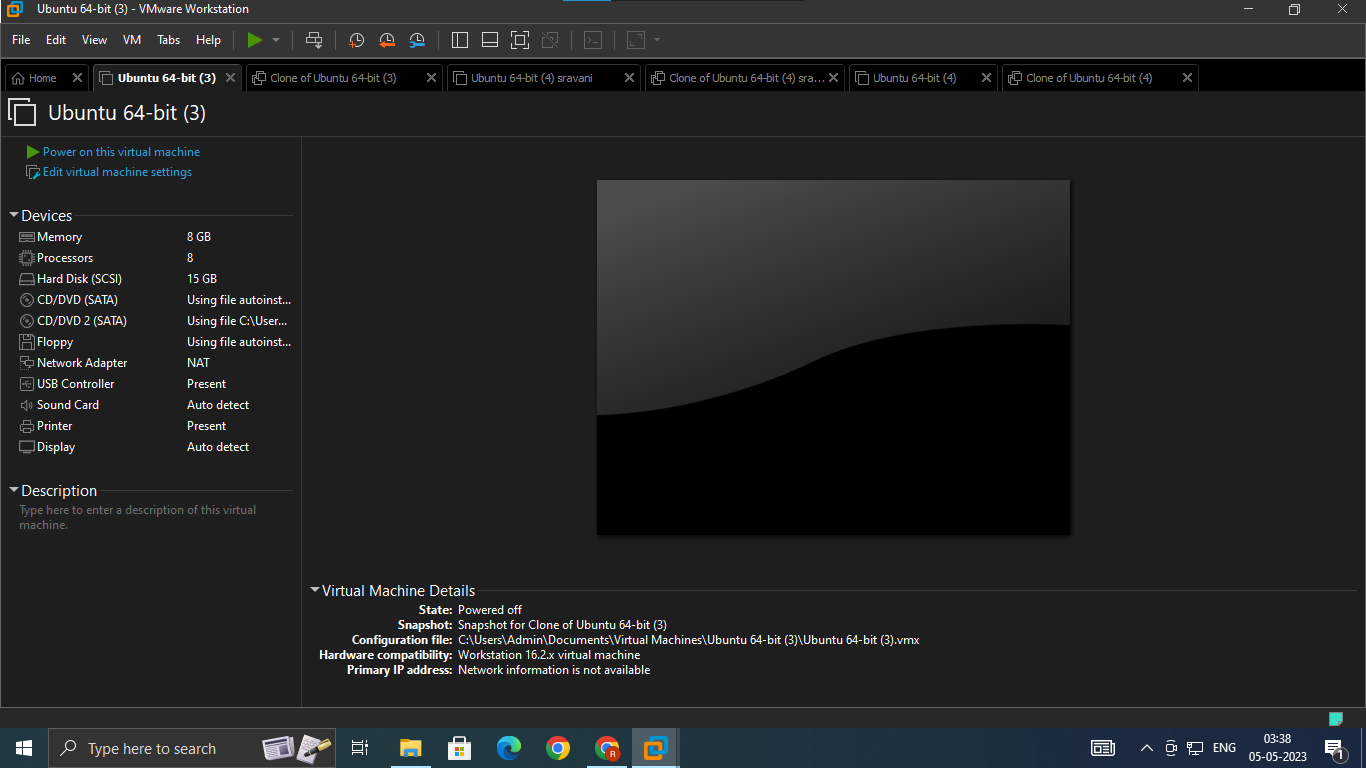 Ubuntu 64-bit (3) - VMware Workstation
File Edit View VM Tabs Help
Home Ubuntu 64-bit (3) Clone of Ubuntu 64-bit (3) Ubuntu 64-bit (4) sravani Clone of Ubuntu 64-bit (4) sra... Ubuntu 64-bit (4) Clone of Ubuntu 64-bit (4)
Ubuntu 64-bit (3)
Power on this virtual machine
Edit virtual machine settings
Devices
Memory 8 GB
Processors 8
Hard Disk (SCSI) 15 GB
CD/DVD (SATA) Using file autoinst...
CD/DVD 2 (SATA) Using file C:\User...
Floppy Using file autoinst...
Network Adapter NAT
USB Controller Present
Sound Card Auto detect
Printer Present
Display Auto detect
Description
Type here to enter a description of this virtual
machine.
Virtual Machine Details
State: Powered off
Snapshot: Snapshot for Clone of Ubuntu 64-bit (3)
Configuration file: C:\Users\Admin\Documents\Virtual Machines\Ubuntu 64-bit (3)\Ubuntu 64-bit (3).vmx
Hardware compatibility: Workstation 16.2.x virtual machine
Primary IP address: Network information is not available
Type here to search
R
ENG
03:38
05-05-2023
1